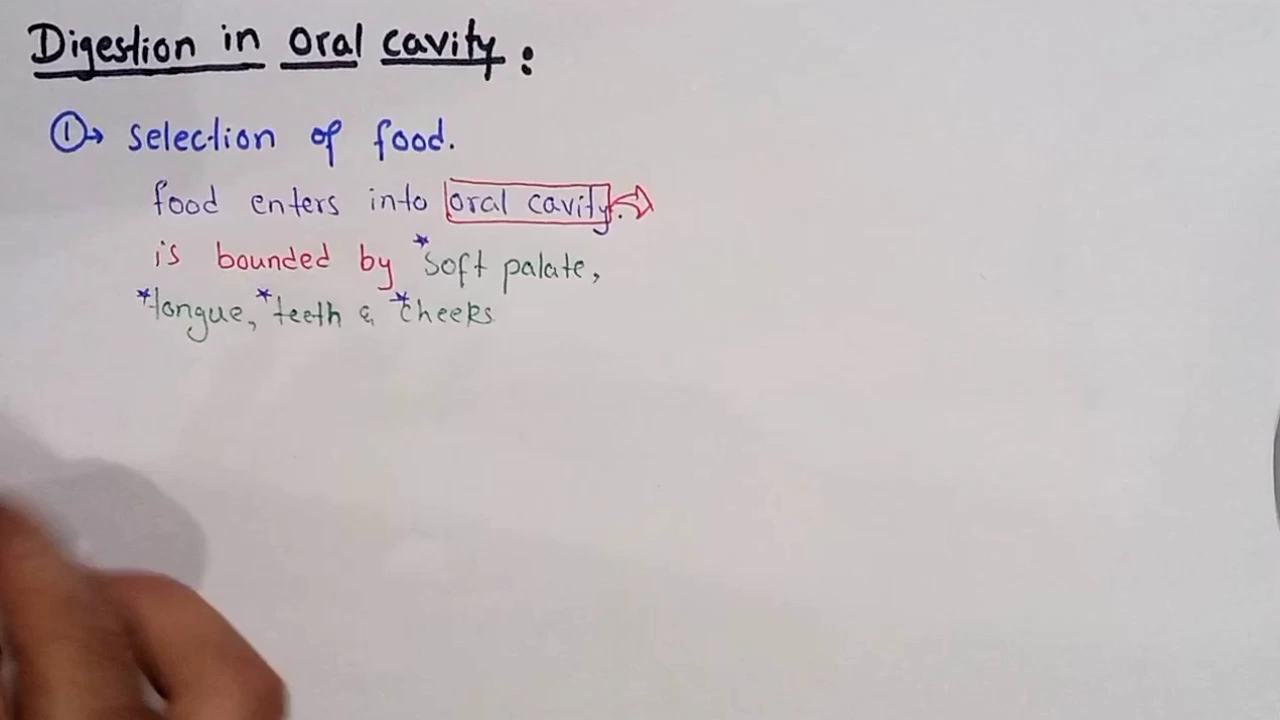 Digestion in oral cavity:
①→ selection of food.
food enters into oral cavity.
is bounded by *soft palate,
*tongue, *teeth & *cheeks